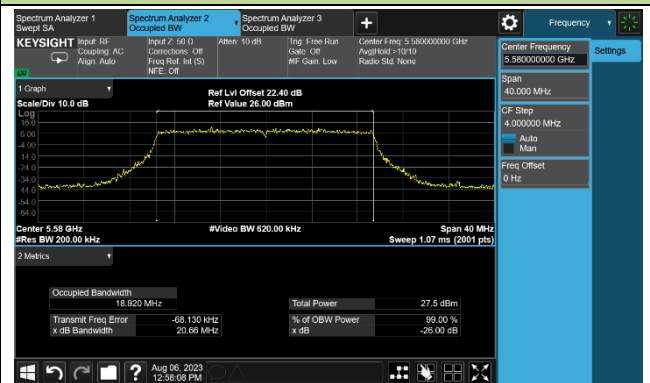 Spectrum Analyzer 1
Swept SA
Spectrum Analyzer 2
Occupied BW
Spectrum Analyzer 3
Occupied BW
Frequency
KEYSIGHT
Input: RF
Coupling: AC
Align: Auto
Input Z: 50 Ω
Corrections: Off
Freq Ref: Int (S)
NFE: Off
Atten: 10 dB
Trig: Free Run
Gate: Off
#IF Gain: Low
Center Freq: 5.580000000 GHz
Avg|Hold:>10/10
Radio Std: None
LXI
Center Frequency
5.580000000 GHz
Settings
Span
40.000 MHz
CF Step
4.000000 MHz
Auto
Man
Freq Offset
0 Hz
1 Graph
Scale/Div 10.0 dB
Ref Lvl Offset 22.40 dB
Ref Value 26.00 dBm
Log
16.0
6.00
-4.00
-14.0
-24.0
-34.0
-44.0
-54.0
-64.0
Center 5.58 GHz
#Res BW 200.00 kHz
#Video BW 620.00 kHz
Span 40 MHz
Sweep 1.07 ms (2001 pts)
2 Metrics
Occupied Bandwidth
18.920 MHz
Total Power
27.5 dBm
Transmit Freq Error
-68.130 kHz
% of OBW Power
99.00 %
x dB Bandwidth
20.66 MHz
x dB
-26.00 dB
?
Aug 06, 2023
12:58:08 PM